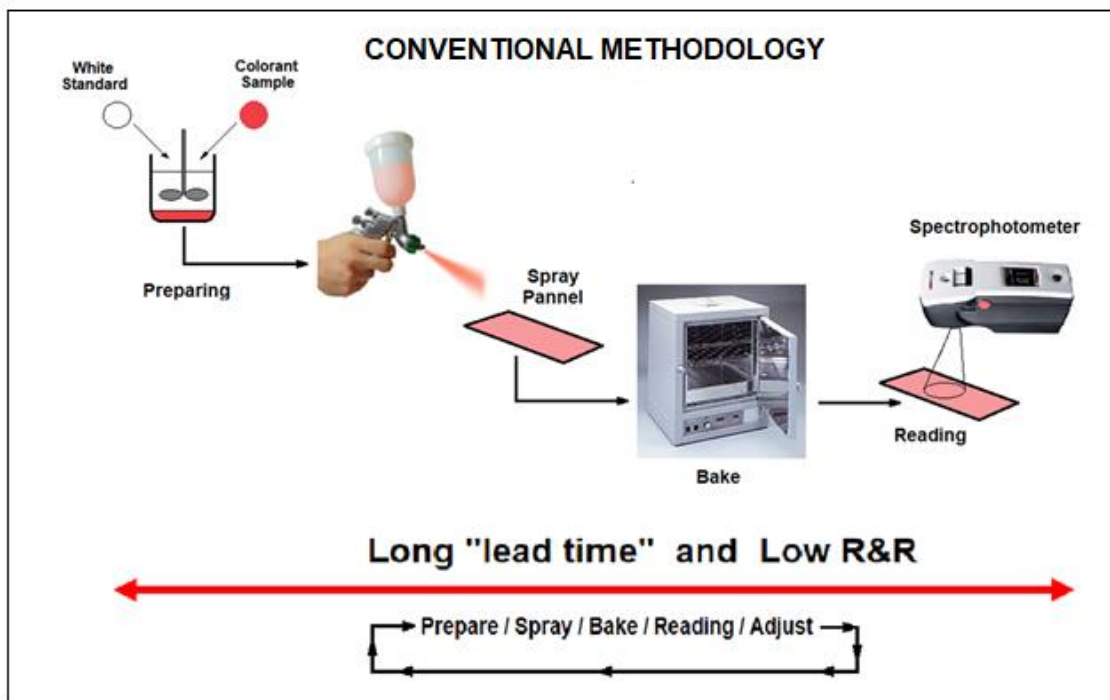 CONVENTIONAL METHODOLOGY
White
Standard
Colorant
Sample
Preparing
Spray
Pannel
Bake
Spectrophotometer
Reading
Long "lead time" and Low R&R
Prepare / Spray / Bake / Reading / Adjust